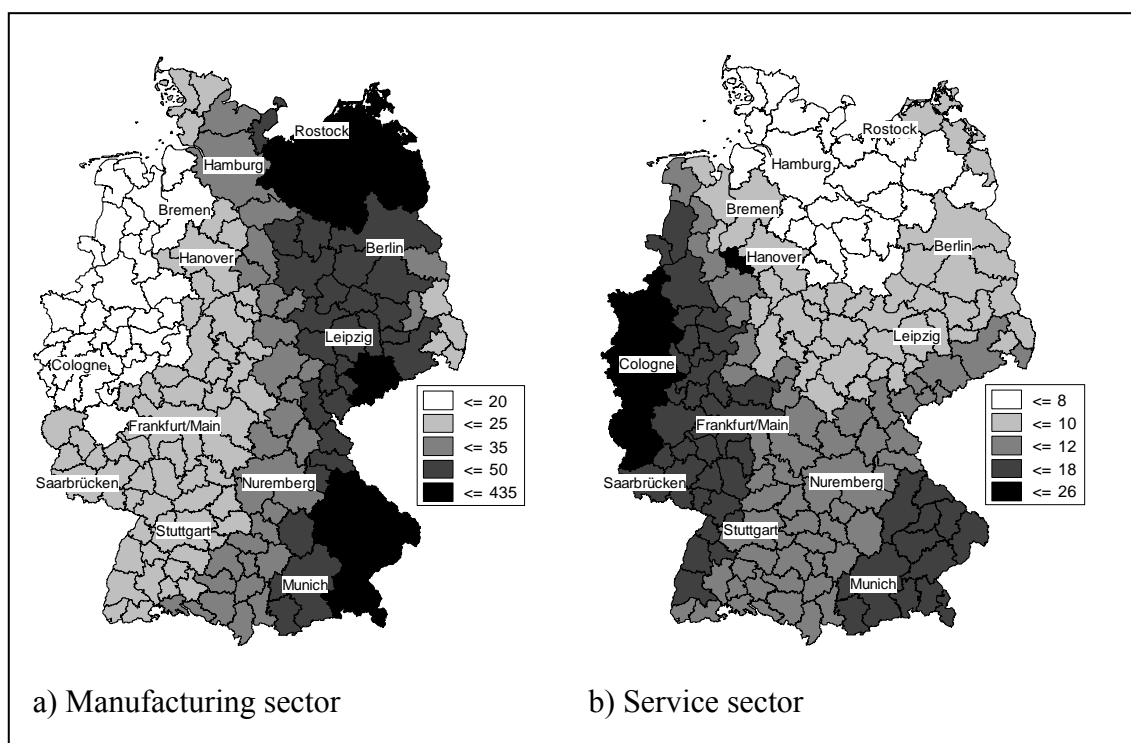 Rostock
Hamburg
Bremen
Hanover
Berlin
Leipzig
Cologne
Frankfurt/Main
Saarbrücken
Nuremberg
Stuttgart
Munich
<= 20
<= 25
<= 35
<= 50
<= 435
a) Manufacturing sector
Rostock
Hamburg
Bremen
Hanover
Berlin
Leipzig
Cologne
Frankfurt/Main
Saarbrücken
Nuremberg
Stuttgart
Munich
<= 8
<= 10
<= 12
<= 18
<= 26
b) Service sector